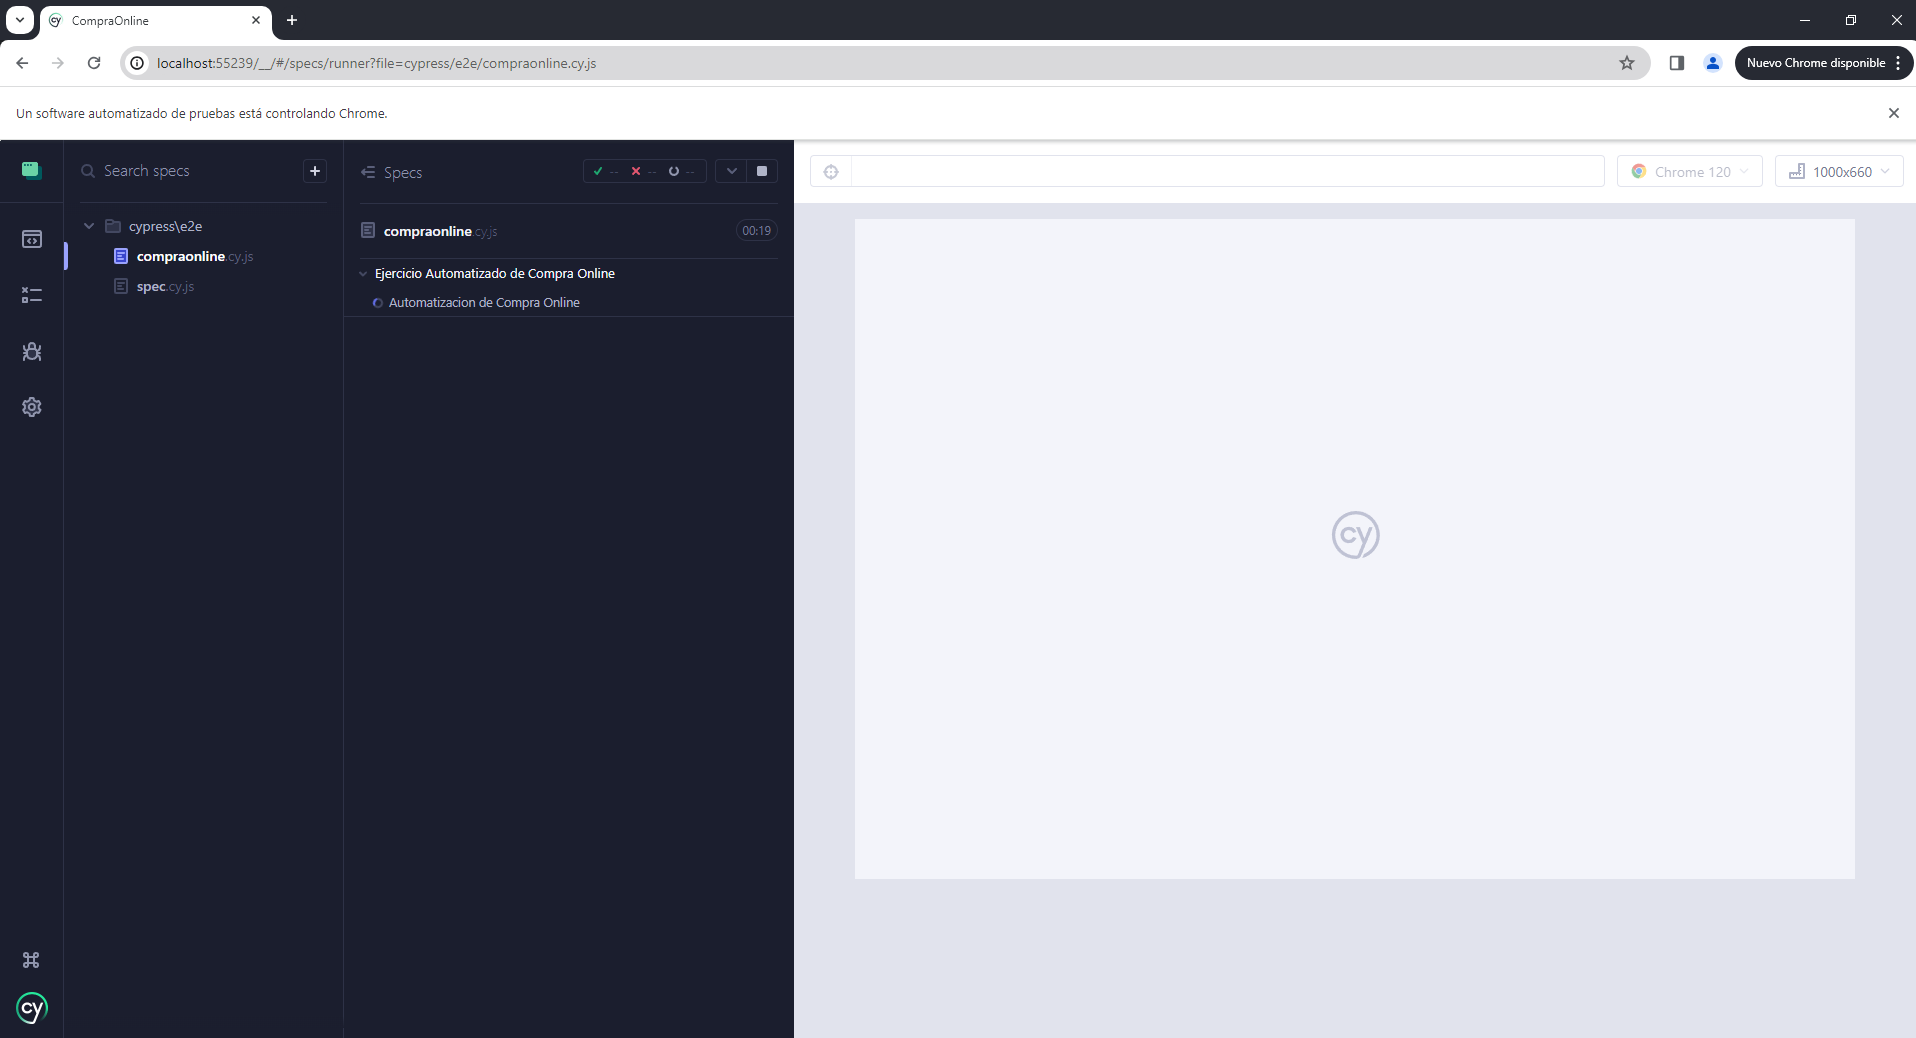 CompraOnline
localhost:55239/__/#/specs/runner?file=cypress/e2e/compraonline.cy.js
Nuevo Chrome disponible
Un software automatizado de pruebas está controlando Chrome.
Search specs
Specs
--
--
--
Chrome 120
1000x660
cypress\e2e
compraonline.cy.js
spec.cy.js
compraonline.cy.js
00:19
Ejercicio Automatizado de Compra Online
Automatizacion de Compra Online
cy
cy